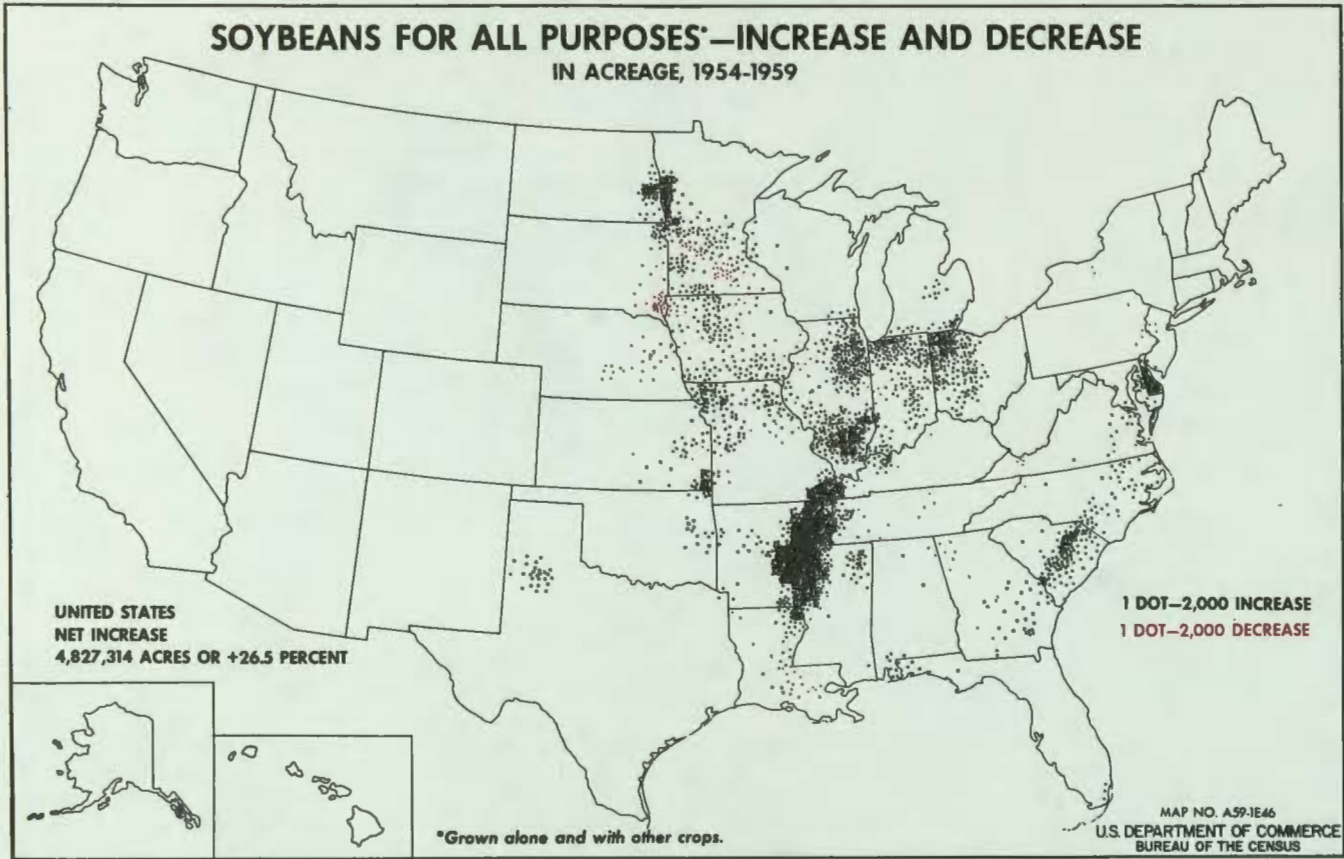 SOYBEANS FOR ALL PURPOSES*—INCREASE AND DECREASE
IN ACREAGE, 1954-1959
UNITED STATES
NET INCREASE
4,827,314 ACRES OR +26.5 PERCENT
1 DOT—2,000 INCREASE
1 DOT—2,000 DECREASE
*Grown alone and with other crops.
MAP NO. A59-1E46
U.S. DEPARTMENT OF COMMERCE
BUREAU OF THE CENSUS